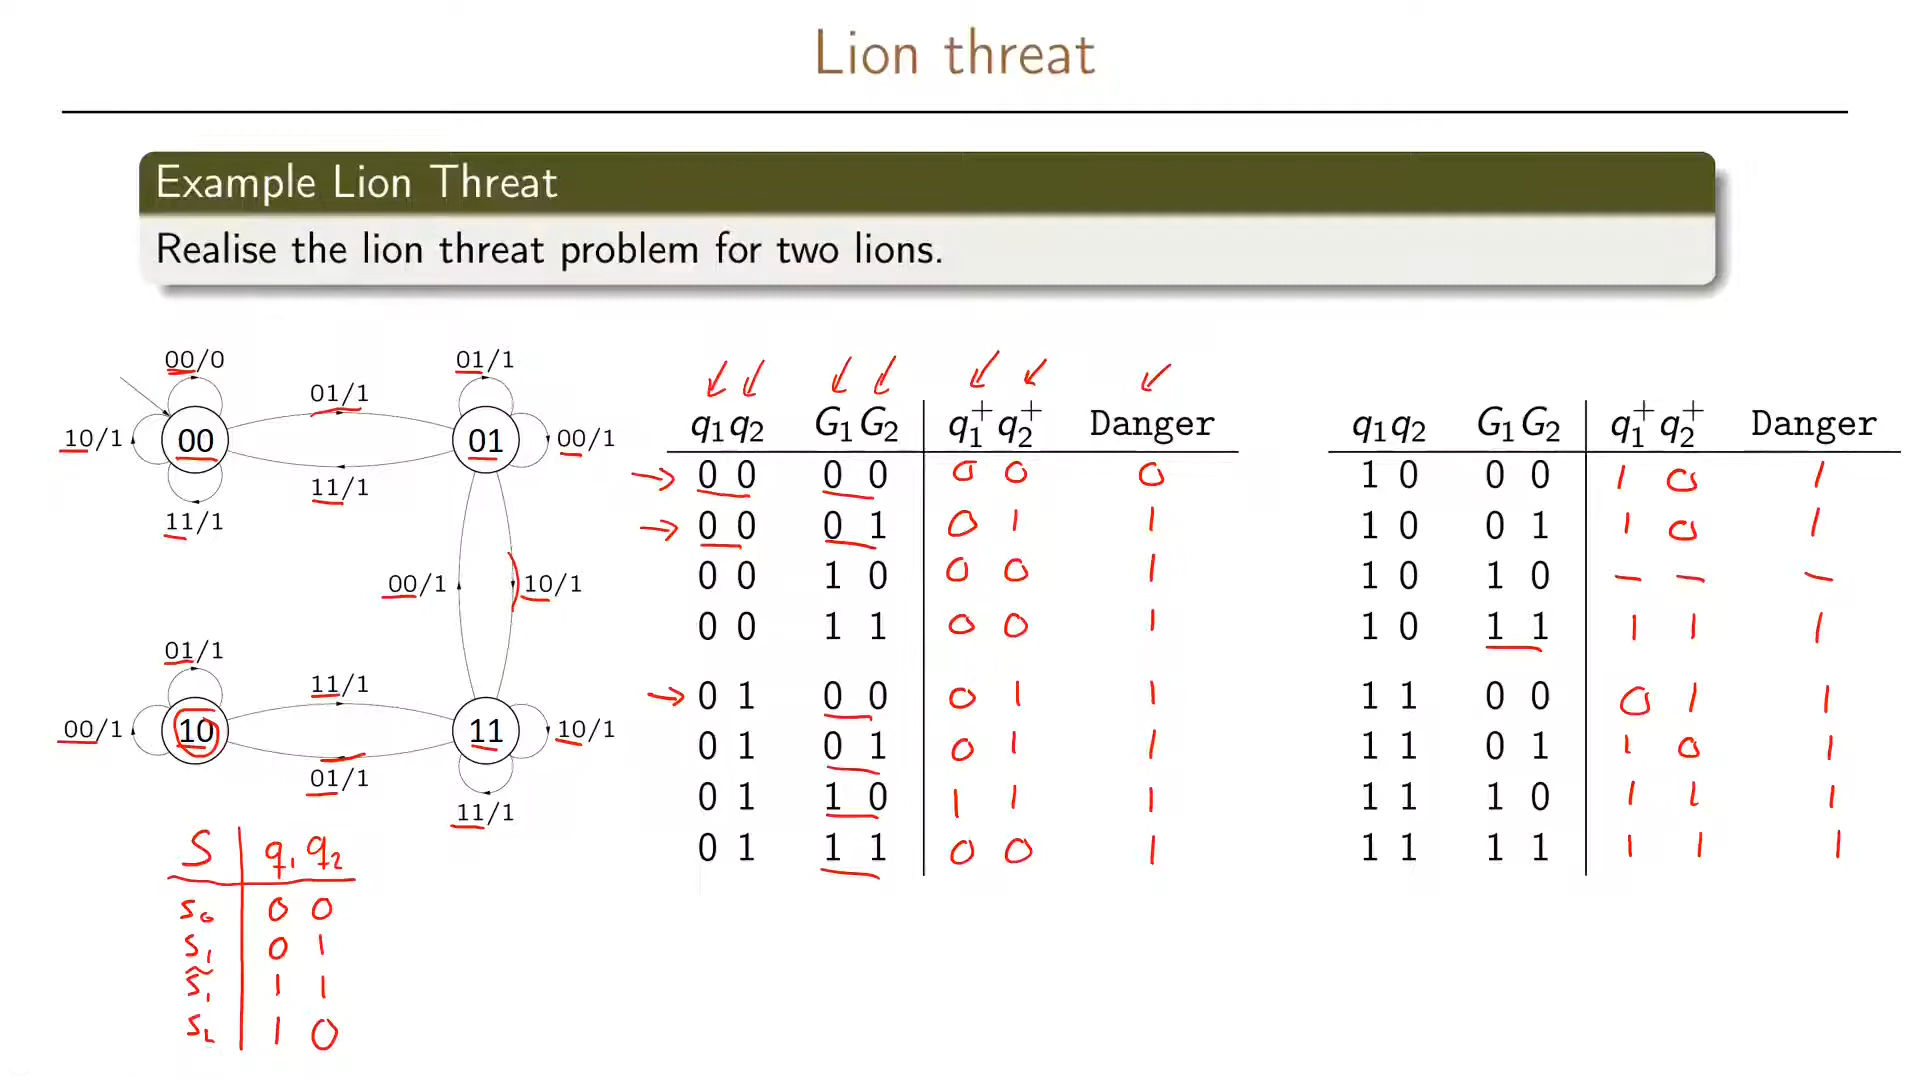 Lion threat
Example Lion Threat
Realise the lion threat problem for two lions.
00/0
01/1
01/1
10/1
00
01
00/1
11/1
11/1
00/1
10/1
01/1
11/1
00/1
10
11
10/1
01/1
11/1
S q₁ q₂
S₀ 0 0
S₁ 0 1
S̃₁ 1 1
S₂ 1 0
q₁q₂ G₁G₂ q₁⁺q₂⁺ Danger
0 0 0 0 0 0 0
0 0 0 1 0 1 1
0 0 1 0 0 0 1
0 0 1 1 0 0 1
0 1 0 0 0 1 1
0 1 0 1 0 1 1
0 1 1 0 1 1 1
0 1 1 1 0 0 1
q₁q₂ G₁G₂ q₁⁺q₂⁺ Danger
1 0 0 0 1 0 1
1 0 0 1 1 0 1
1 0 1 0 – – –
1 0 1 1 1 1 1
1 1 0 0 0 1 1
1 1 0 1 1 0 1
1 1 1 0 1 1 1
1 1 1 1 1 1 1